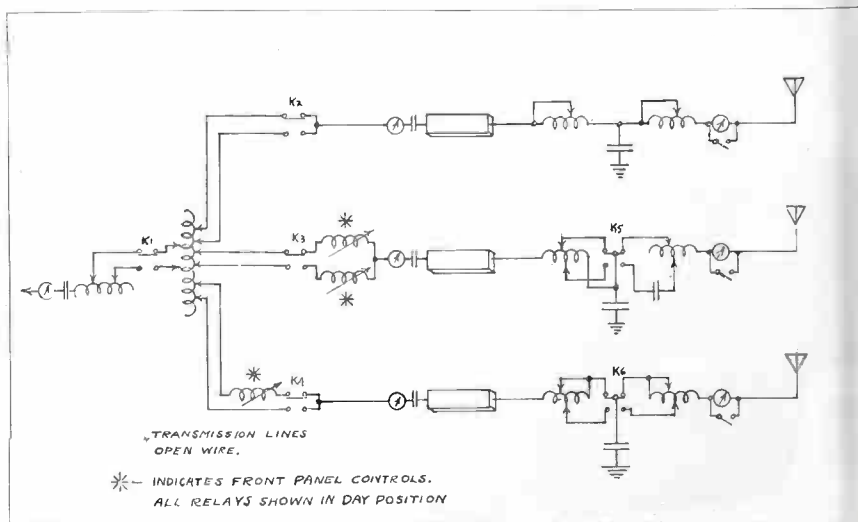 K2
K1
K3
K5
K4
K6
TRANSMISSION LINES
OPEN WIRE.
— INDICATES FRONT PANEL CONTROLS.
ALL RELAYS SHOWN IN DAY POSITION